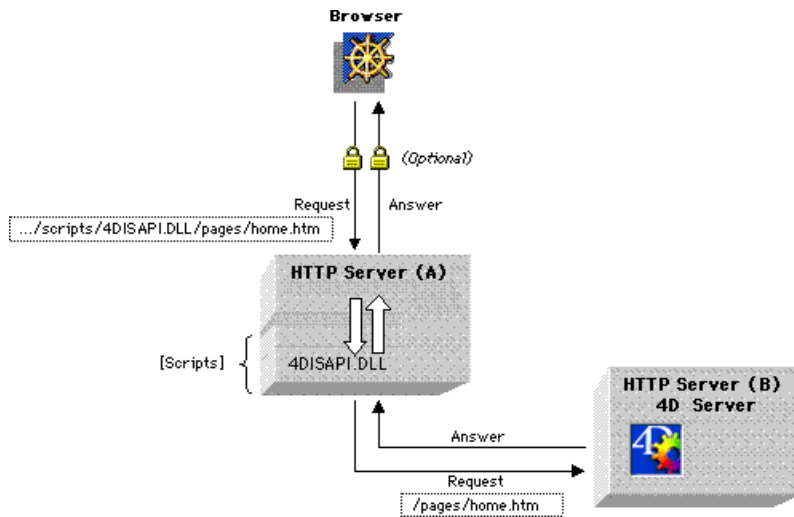 Browser
(Optional)
Request
Answer
.../scripts/4DISAPI.DLL/pages/home.htm
HTTP Server (A)
[Scripts]
4DISAPI.DLL
HTTP Server (B)
4D Server
4D
Answer
Request
/pages/home.htm